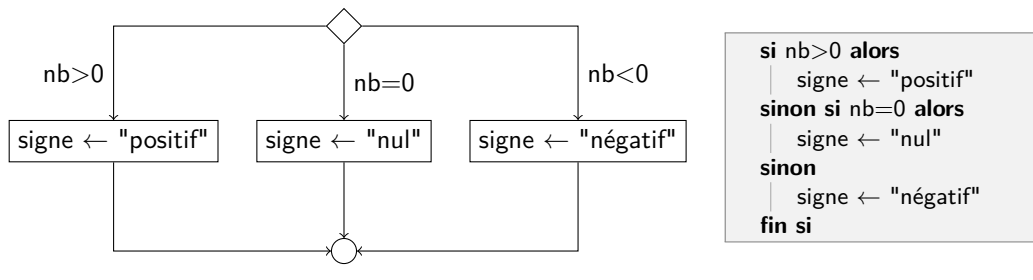 nb>0
nb=0
nb<0
signe ← "positif"
signe ← "nul"
signe ← "négatif"
si nb>0 alors
signe ← "positif"
sinon si nb=0 alors
signe ← "nul"
sinon
signe ← "négatif"
fin si